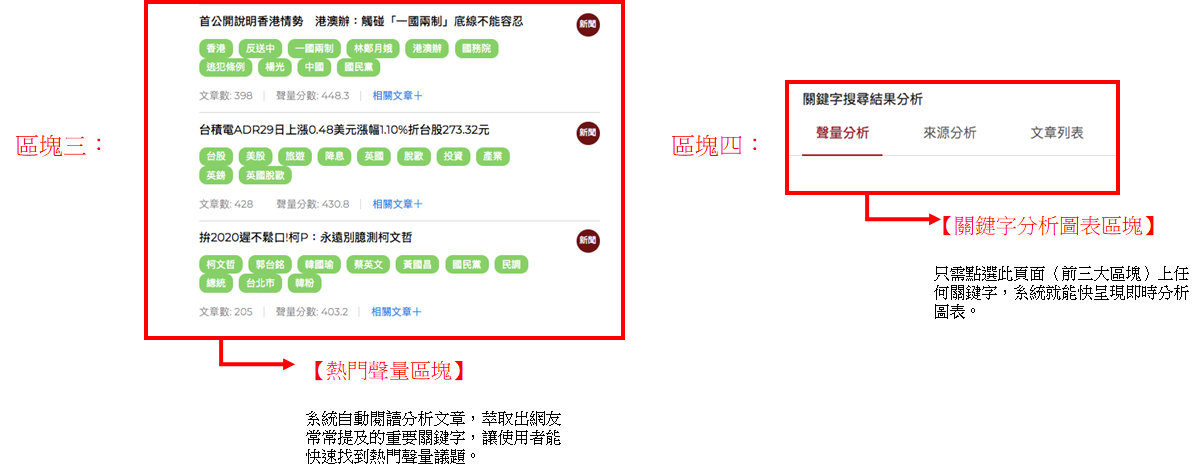 區塊三：
首公開說明香港情勢　港澳辦：觸碰「一國兩制」底線不能容忍
新聞
香港 反送中 一國兩制 林鄭月娥 港澳辦 國務院
逃犯條例 楊光 中國 國民黨
文章數: 398 | 聲量分數: 448.3 | 相關文章＋
台積電ADR29日上漲0.48美元漲幅1.10%折台股273.32元
新聞
台股 美股 旅遊 降息 英國 脫歐 投資 產業
英鎊 英國脫歐
文章數: 428 聲量分數: 430.8 | 相關文章＋
拚2020遲不鬆口!柯P：永遠別臆測柯文哲
新聞
柯文哲 郭台銘 韓國瑜 蔡英文 黃國昌 國民黨 民調
總統 台北市 韓粉
文章數: 205 | 聲量分數: 403.2 | 相關文章＋
【熱門聲量區塊】
系統自動閱讀分析文章，萃取出網友
常常提及的重要關鍵字，讓使用者能
快速找到熱門聲量議題。
區塊四：
關鍵字搜尋結果分析
聲量分析 來源分析 文章列表
【關鍵字分析圖表區塊】
只需點選此頁面（前三大區塊）上任
何關鍵字，系統就能快呈現即時分析
圖表。